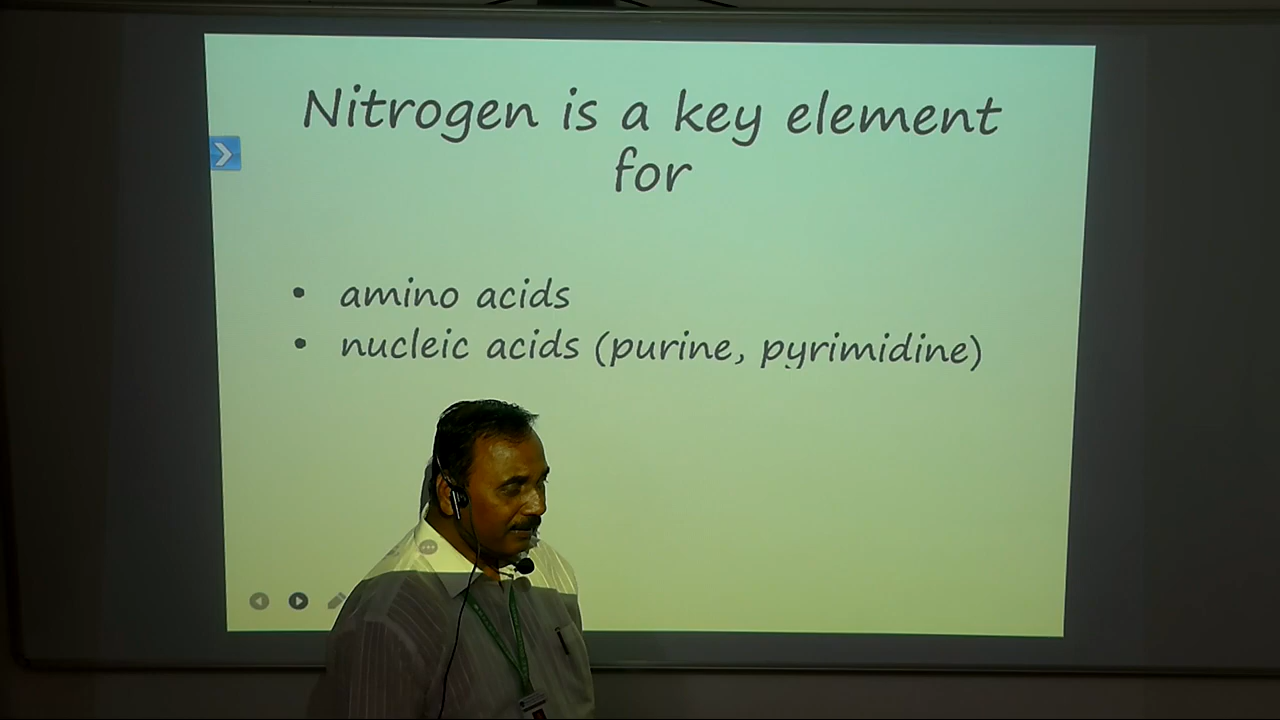 Nitrogen is a key element
for
• amino acids
• nucleic acids (purine, pyrimidine)